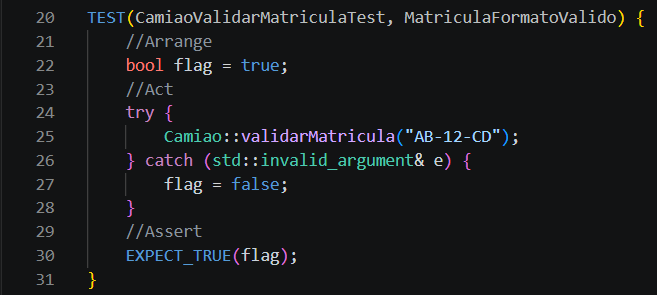 20 TEST(CamiaoValidarMatriculaTest, MatriculaFormatoValido) {
21 //Arrange
22 bool flag = true;
23 //Act
24 try {
25 Camiao::validarMatricula("AB-12-CD");
26 } catch (std::invalid_argument& e) {
27 flag = false;
28 }
29 //Assert
30 EXPECT_TRUE(flag);
31 }